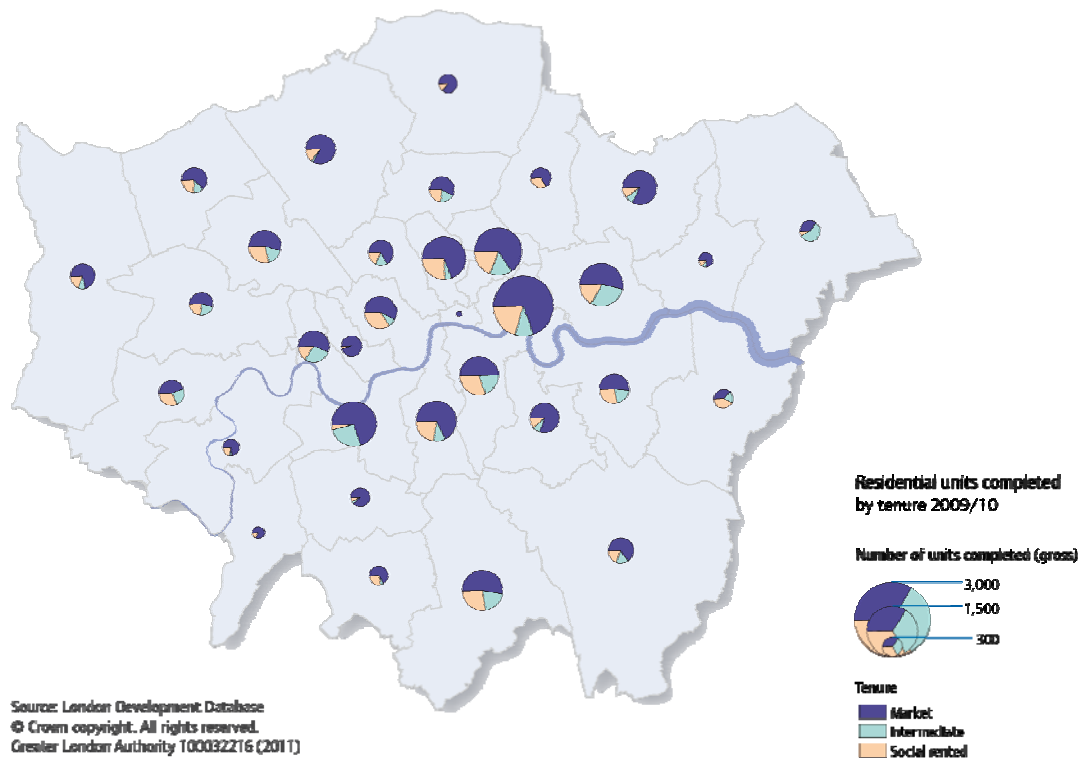 Residential units completed
by tenure 2009/10
Number of units completed (gross)
3,000
1,500
300
Tenure
Market
Intermediate
Social rented
Source: London Development Database
© Crown copyright. All rights reserved.
Greater London Authority 100032216 (2011)